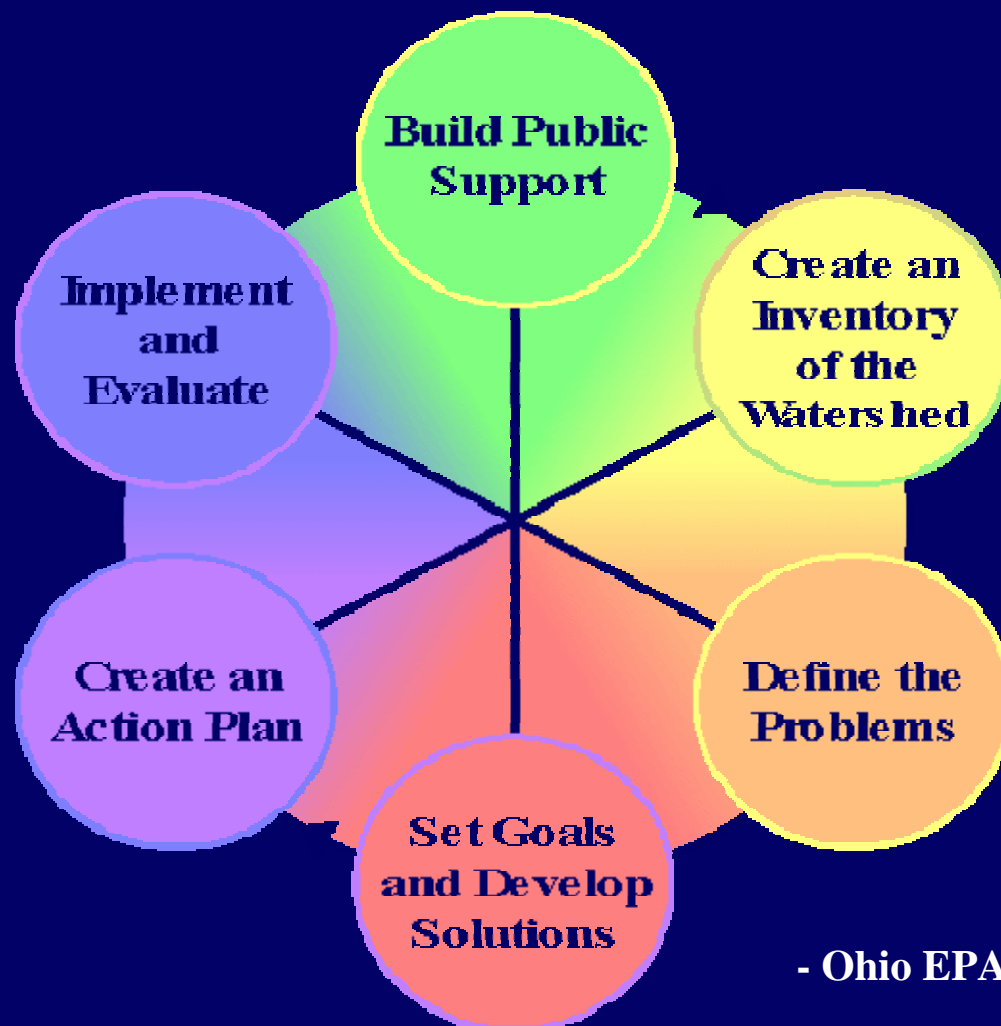 Build Public
Support
Create an
Inventory
of the
Watershed
Define the
Problems
Set Goals
and Develop
Solutions
Create an
Action Plan
Implement
and
Evaluate
- Ohio EPA